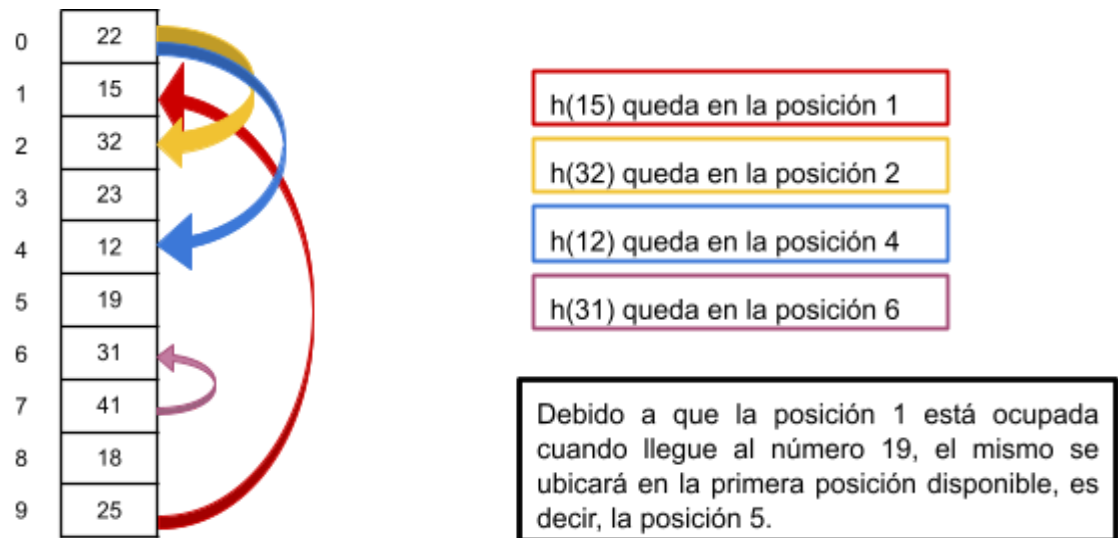 0 22
1 15
2 32
3 23
4 12
5 19
6 31
7 41
8 18
9 25
h(15) queda en la posición 1
h(32) queda en la posición 2
h(12) queda en la posición 4
h(31) queda en la posición 6
Debido a que la posición 1 está ocupada
cuando llegue al número 19, el mismo se
ubicará en la primera posición disponible, es
decir, la posición 5.